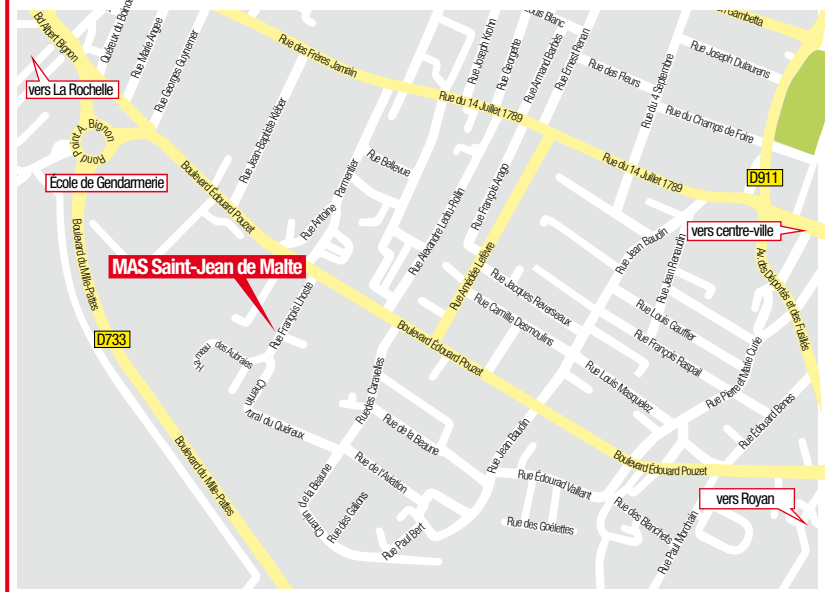 Bd Albert Bignon
Rue Marie Angee
Rue Georges Guynemer
Rue des Frères Jamain
Rue Joseph Krohn
Rue Georgette
Louis Blanc
Rue Armand Barbès
Rue Ernest Renan
Rue des Fleurs
Rue du 4 Septembre
Gambetta
Rue Joseph Dulaurens
vers La Rochelle
Rue du 14 Juillet 1789
Rue du Champs de Foire
Rond Point A. Bignon
Rue Jean-Baptiste Kléber
Rue Bellevue
Rue du 14 Juillet 1789
D911
École de Gendarmerie
Boulevard Édouard Pouzet
Rue Antoine Parmentier
Rue Alexandre Ledru-Rollin
Rue François Arago
Boulevard du Mille-Pattes
Rue Jean Baudin
Rue Jean Renaudin
vers centre-ville
MAS Saint-Jean de Malte
Rue François Lhoste
Rue Amédée Lefèvre
Rue Jacques Reverseaux
Rue Camille Desmoulins
Rue Louis Gauffier
Rue François Raspail
Av. des Déportés et des Fusillés
D733
Hameau des Aubraies
Boulevard Édouard Pouzet
Rue Pierre et Marie Curie
Rue Louis Masquelez
Rue des Caravelles
Chemin rural du Quéreux
Rue de la Beaune
Rue Jean Baudin
Rue Édouard Benes
Boulevard du Mille-Pattes
Rue de l'Aviation
Boulevard Édouard Pouzet
Chemin de la Beaune
Rue des Galions
Rue Édourad Vaillant
vers Royan
Rue Paul Bert
Rue des Goélettes
Rue des Blanchets
Rue Paul Morchain